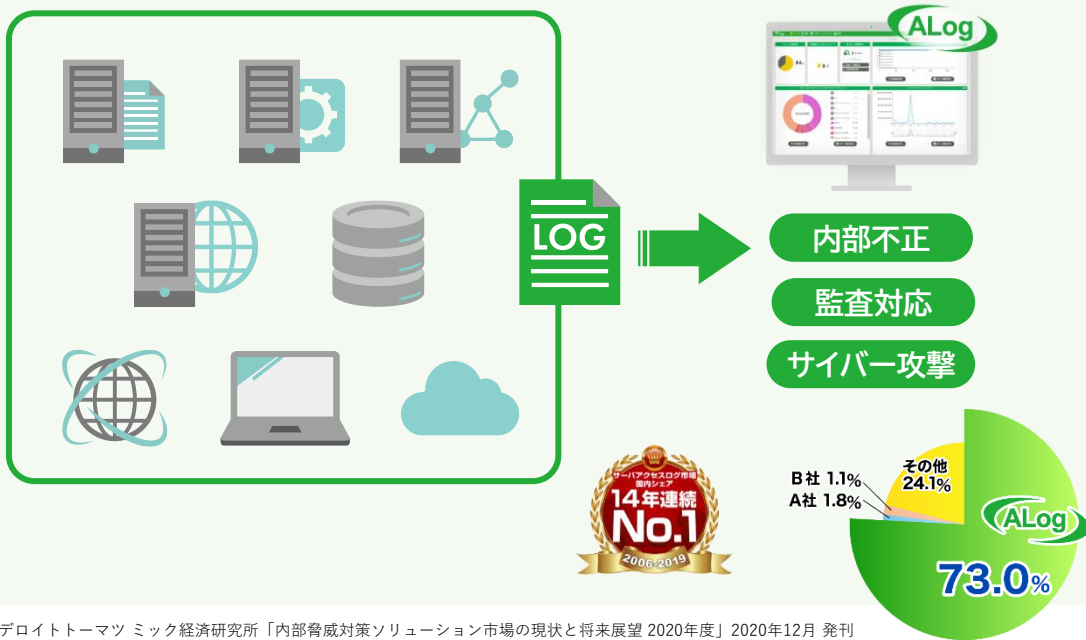 ALog
LOG
内部不正
監査対応
サイバー攻撃
サーバアクセスログ市場
国内シェア
14年連続
No.1
2006-2019
その他
24.1%
B社 1.1%
A社 1.8%
ALog
73.0%
デロイトトーマツ ミック経済研究所「内部脅威対策ソリューション市場の現状と将来展望 2020年度」2020年12月 発刊